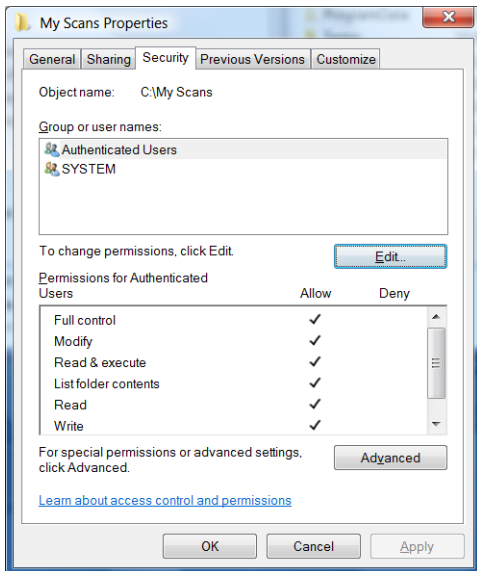 My Scans Properties
General Sharing Security Previous Versions Customize
Object name: C:\My Scans
Group or user names:
Authenticated Users
SYSTEM
To change permissions, click Edit.
Edit...
Permissions for Authenticated
Users Allow Deny
Full control
Modify
Read & execute
List folder contents
Read
Write
For special permissions or advanced settings,
click Advanced.
Advanced
Learn about access control and permissions
OK Cancel Apply